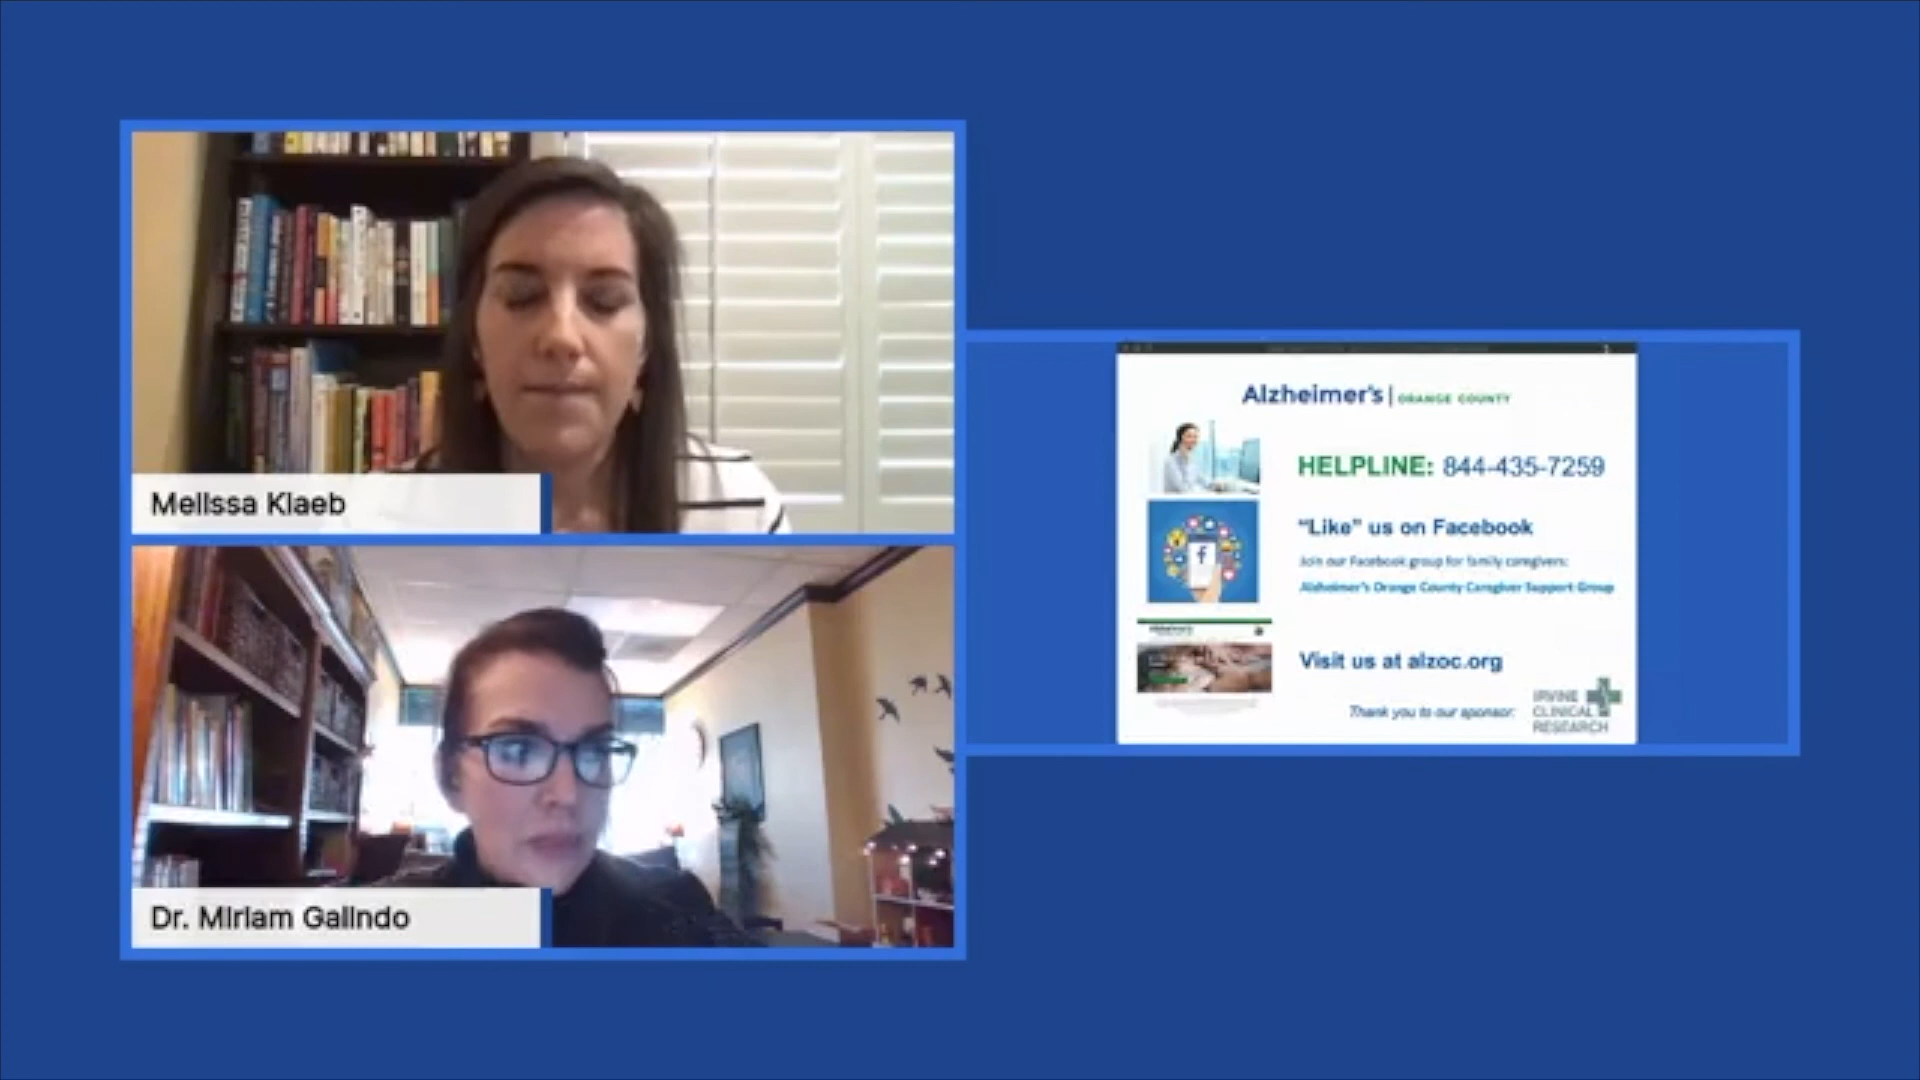 Melissa Klaeb
Dr. Miriam Galindo
Alzheimer's | ORANGE COUNTY
HELPLINE: 844-435-7259
“Like” us on Facebook
Join our Facebook group for family caregivers:
Alzheimer's Orange County Caregiver Support Group
Visit us at alzoc.org
Thank you to our sponsor:
IRVINE
CLINICAL
RESEARCH